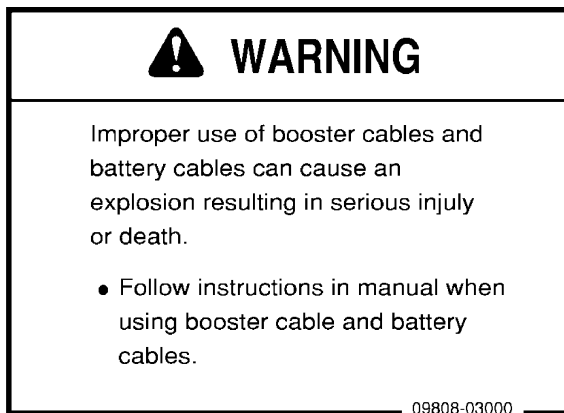 WARNING
Improper use of booster cables and
battery cables can cause an
explosion resulting in serious injuly
or death.
● Follow instructions in manual when
using booster cable and battery
cables.
09808-03000